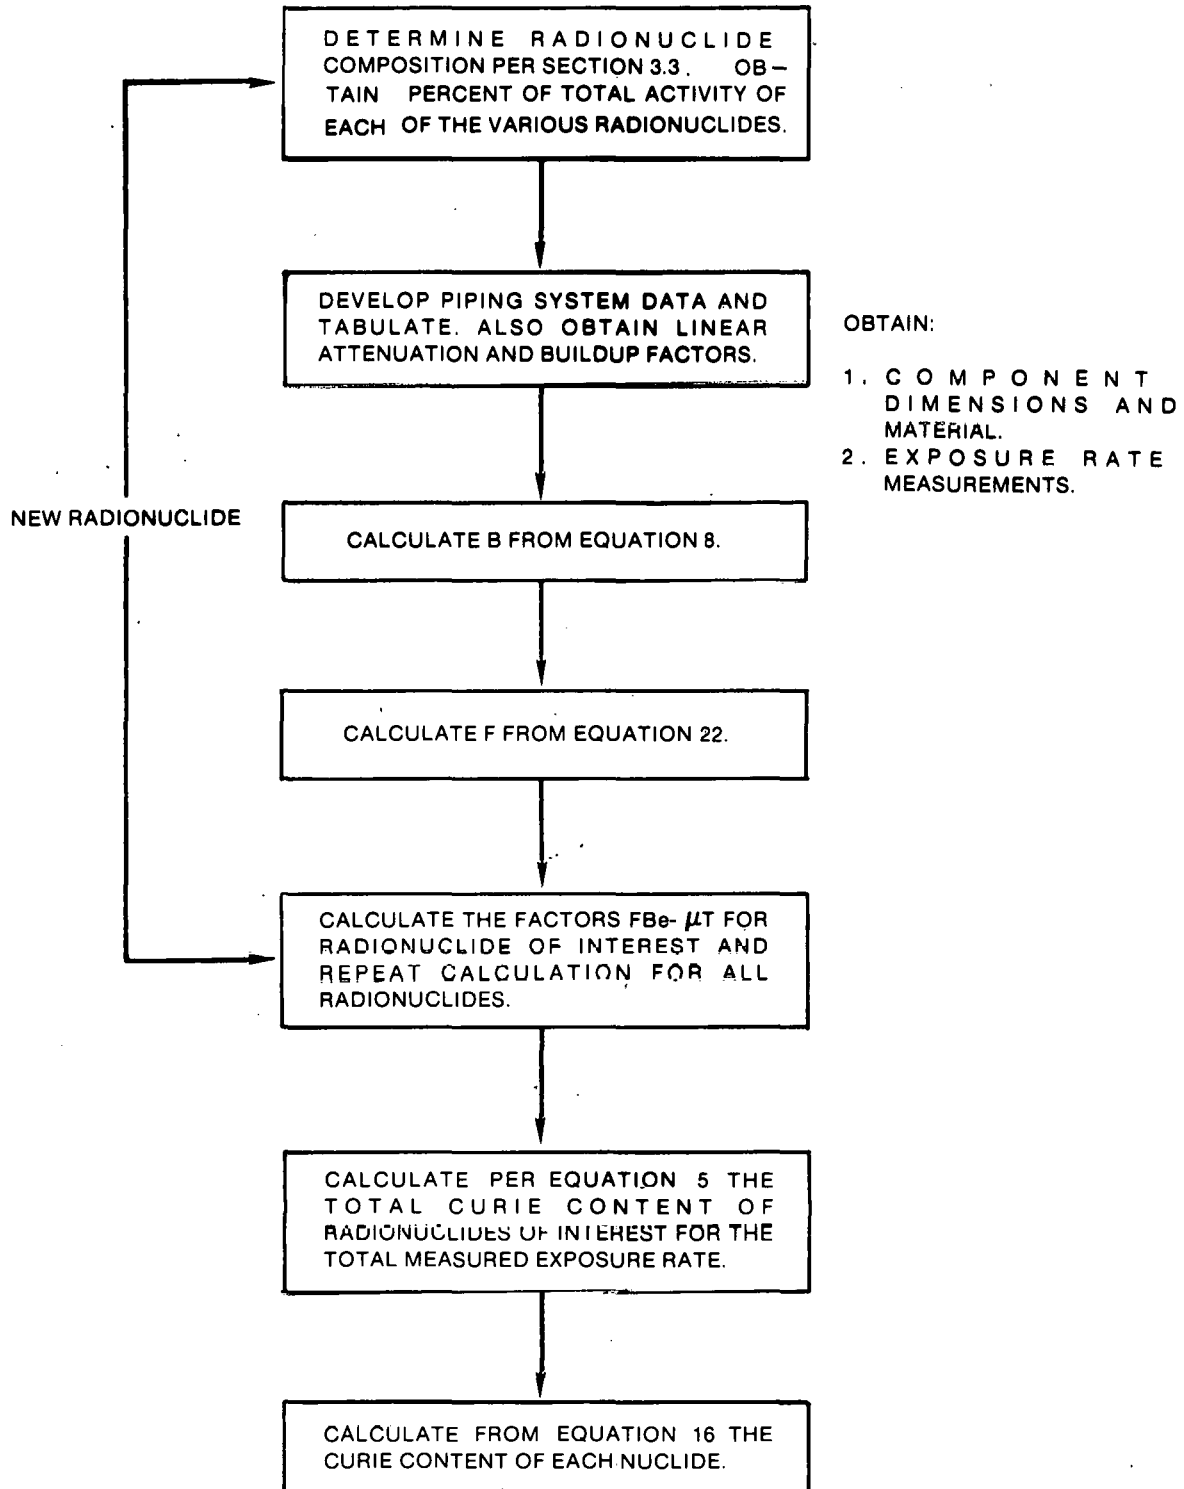 DETERMINE RADIONUCLIDE
COMPOSITION PER SECTION 3.3. OB-
TAIN PERCENT OF TOTAL ACTIVITY OF
EACH OF THE VARIOUS RADIONUCLIDES.
DEVELOP PIPING SYSTEM DATA AND
TABULATE. ALSO OBTAIN LINEAR
ATTENUATION AND BUILDUP FACTORS.
OBTAIN:
1. COMPONENT
DIMENSIONS AND
MATERIAL.
2. EXPOSURE RATE
MEASUREMENTS.
NEW RADIONUCLIDE
CALCULATE B FROM EQUATION 8.
CALCULATE F FROM EQUATION 22.
CALCULATE THE FACTORS FBe- μT FOR
RADIONUCLIDE OF INTEREST AND
REPEAT CALCULATION FOR ALL
RADIONUCLIDES.
CALCULATE PER EQUATION 5 THE
TOTAL CURIE CONTENT OF
RADIONUCLIDES OF INTEREST FOR THE
TOTAL MEASURED EXPOSURE RATE.
CALCULATE FROM EQUATION 16 THE
CURIE CONTENT OF EACH NUCLIDE.